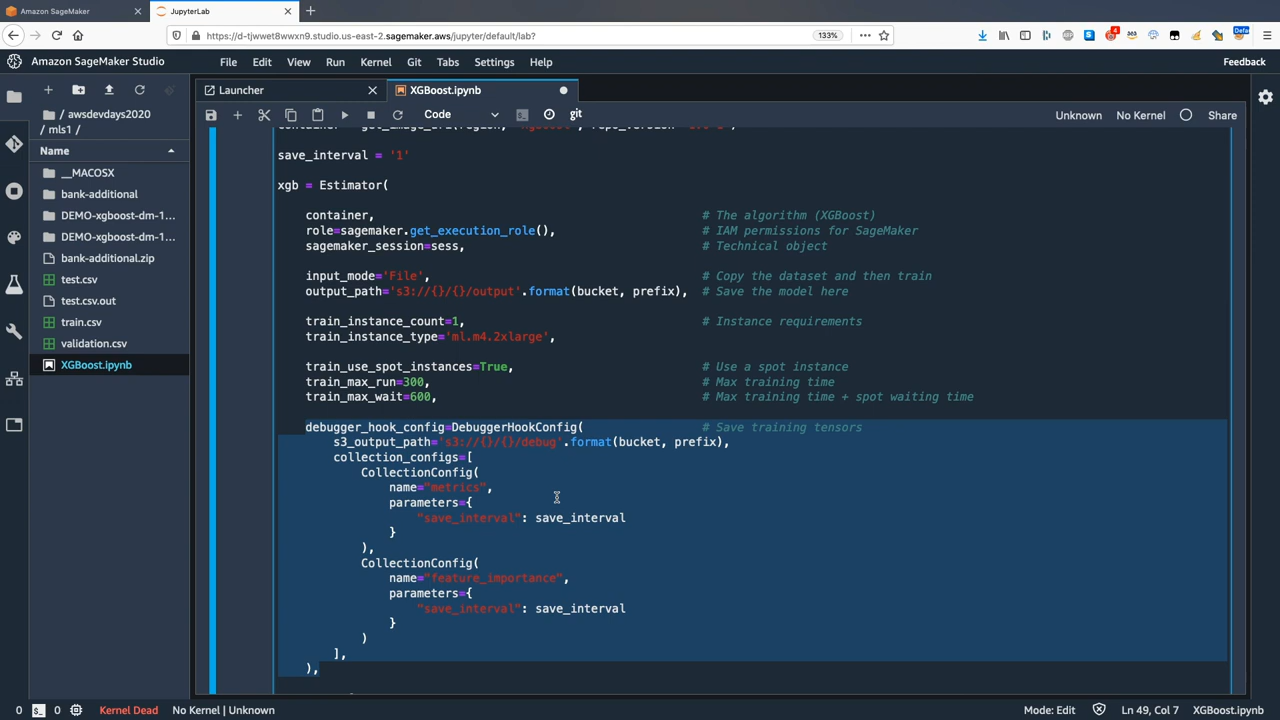 Amazon SageMaker
JupyterLab
https://d-tjwwet8wwxn9.studio.us-east-2.sagemaker.aws/jupyter/default/lab?
133%
4
Defa
Amazon SageMaker Studio
File Edit View Run Kernel Git Tabs Settings Help
Feedback
Launcher
XGBoost.ipynb
/ awsdevdays2020
/ mls1 /
Code
git
Unknown
No Kernel
Share
Name
__MACOSX
bank-additional
DEMO-xgboost-dm-1...
DEMO-xgboost-dm-1...
bank-additional.zip
test.csv
test.csv.out
train.csv
validation.csv
XGBoost.ipynb
save_interval = '1'
xgb = Estimator(
container, # The algorithm (XGBoost)
role=sagemaker.get_execution_role(), # IAM permissions for SageMaker
sagemaker_session=sess, # Technical object
input_mode='File', # Copy the dataset and then train
output_path='s3://{}/{}/output'.format(bucket, prefix), # Save the model here
train_instance_count=1, # Instance requirements
train_instance_type='ml.m4.2xlarge',
train_use_spot_instances=True, # Use a spot instance
train_max_run=300, # Max training time
train_max_wait=600, # Max training time + spot waiting time
debugger_hook_config=DebuggerHookConfig( # Save training tensors
s3_output_path='s3://{}/{}/debug'.format(bucket, prefix),
collection_configs=[
CollectionConfig(
name="metrics",
parameters={
"save_interval": save_interval
}
),
CollectionConfig(
name="feature_importance",
parameters={
"save_interval": save_interval
}
)
],
),
0 0 Kernel Dead No Kernel | Unknown
Mode: Edit Ln 49, Col 7 XGBoost.ipynb